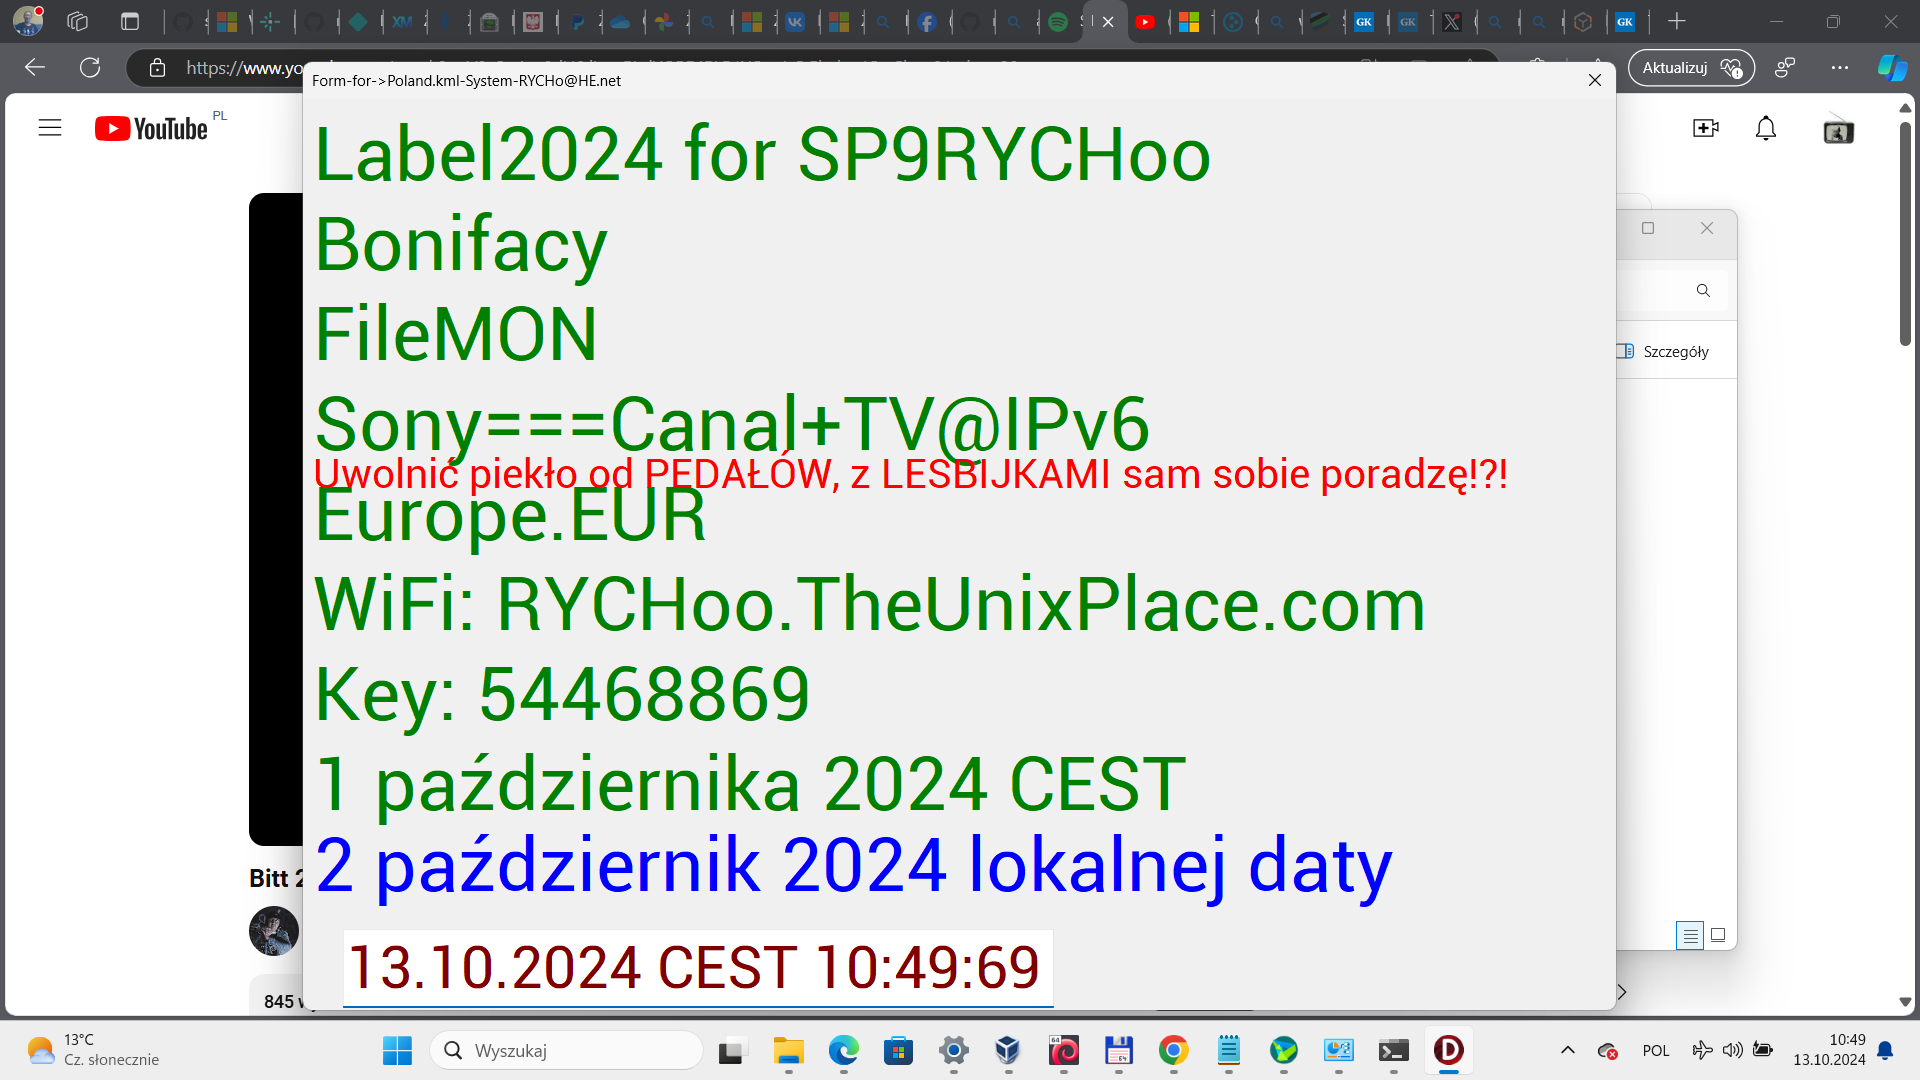 https://www.yo
Aktualizuj
Form-for->Poland.kml-System-RYCHo@HE.net
YouTube PL
Label2024 for SP9RYCHoo
Bonifacy
FileMON
Sony===Canal+TV@IPv6
Uwolnić piekło od PEDAŁÓW, z LESBIJKAMI sam sobie poradzę!?!
Europe.EUR
WiFi: RYCHoo.TheUnixPlace.com
Key: 54468869
1 października 2024 CEST
2 październik 2024 lokalnej daty
13.10.2024 CEST 10:49:69
Szczegóły
Bitt 2
845
13°C
Cz. słonecznie
Wyszukaj
POL
10:49
13.10.2024